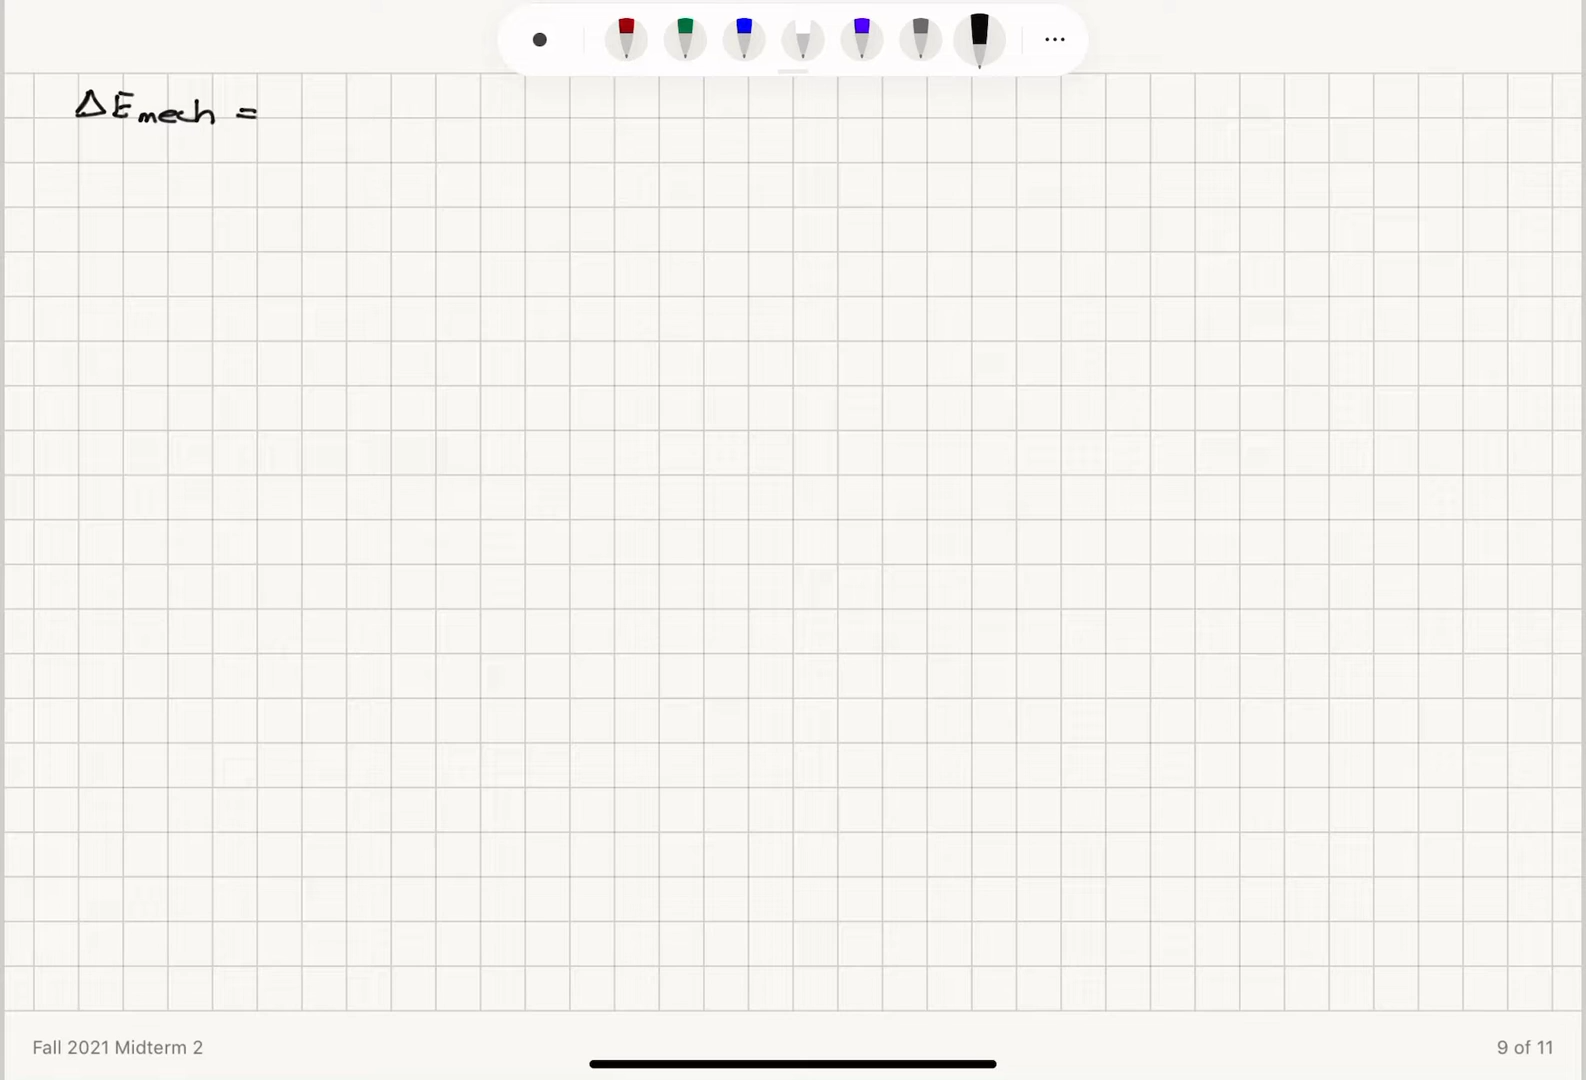 ΔEmech =
Fall 2021 Midterm 2
9 of 11